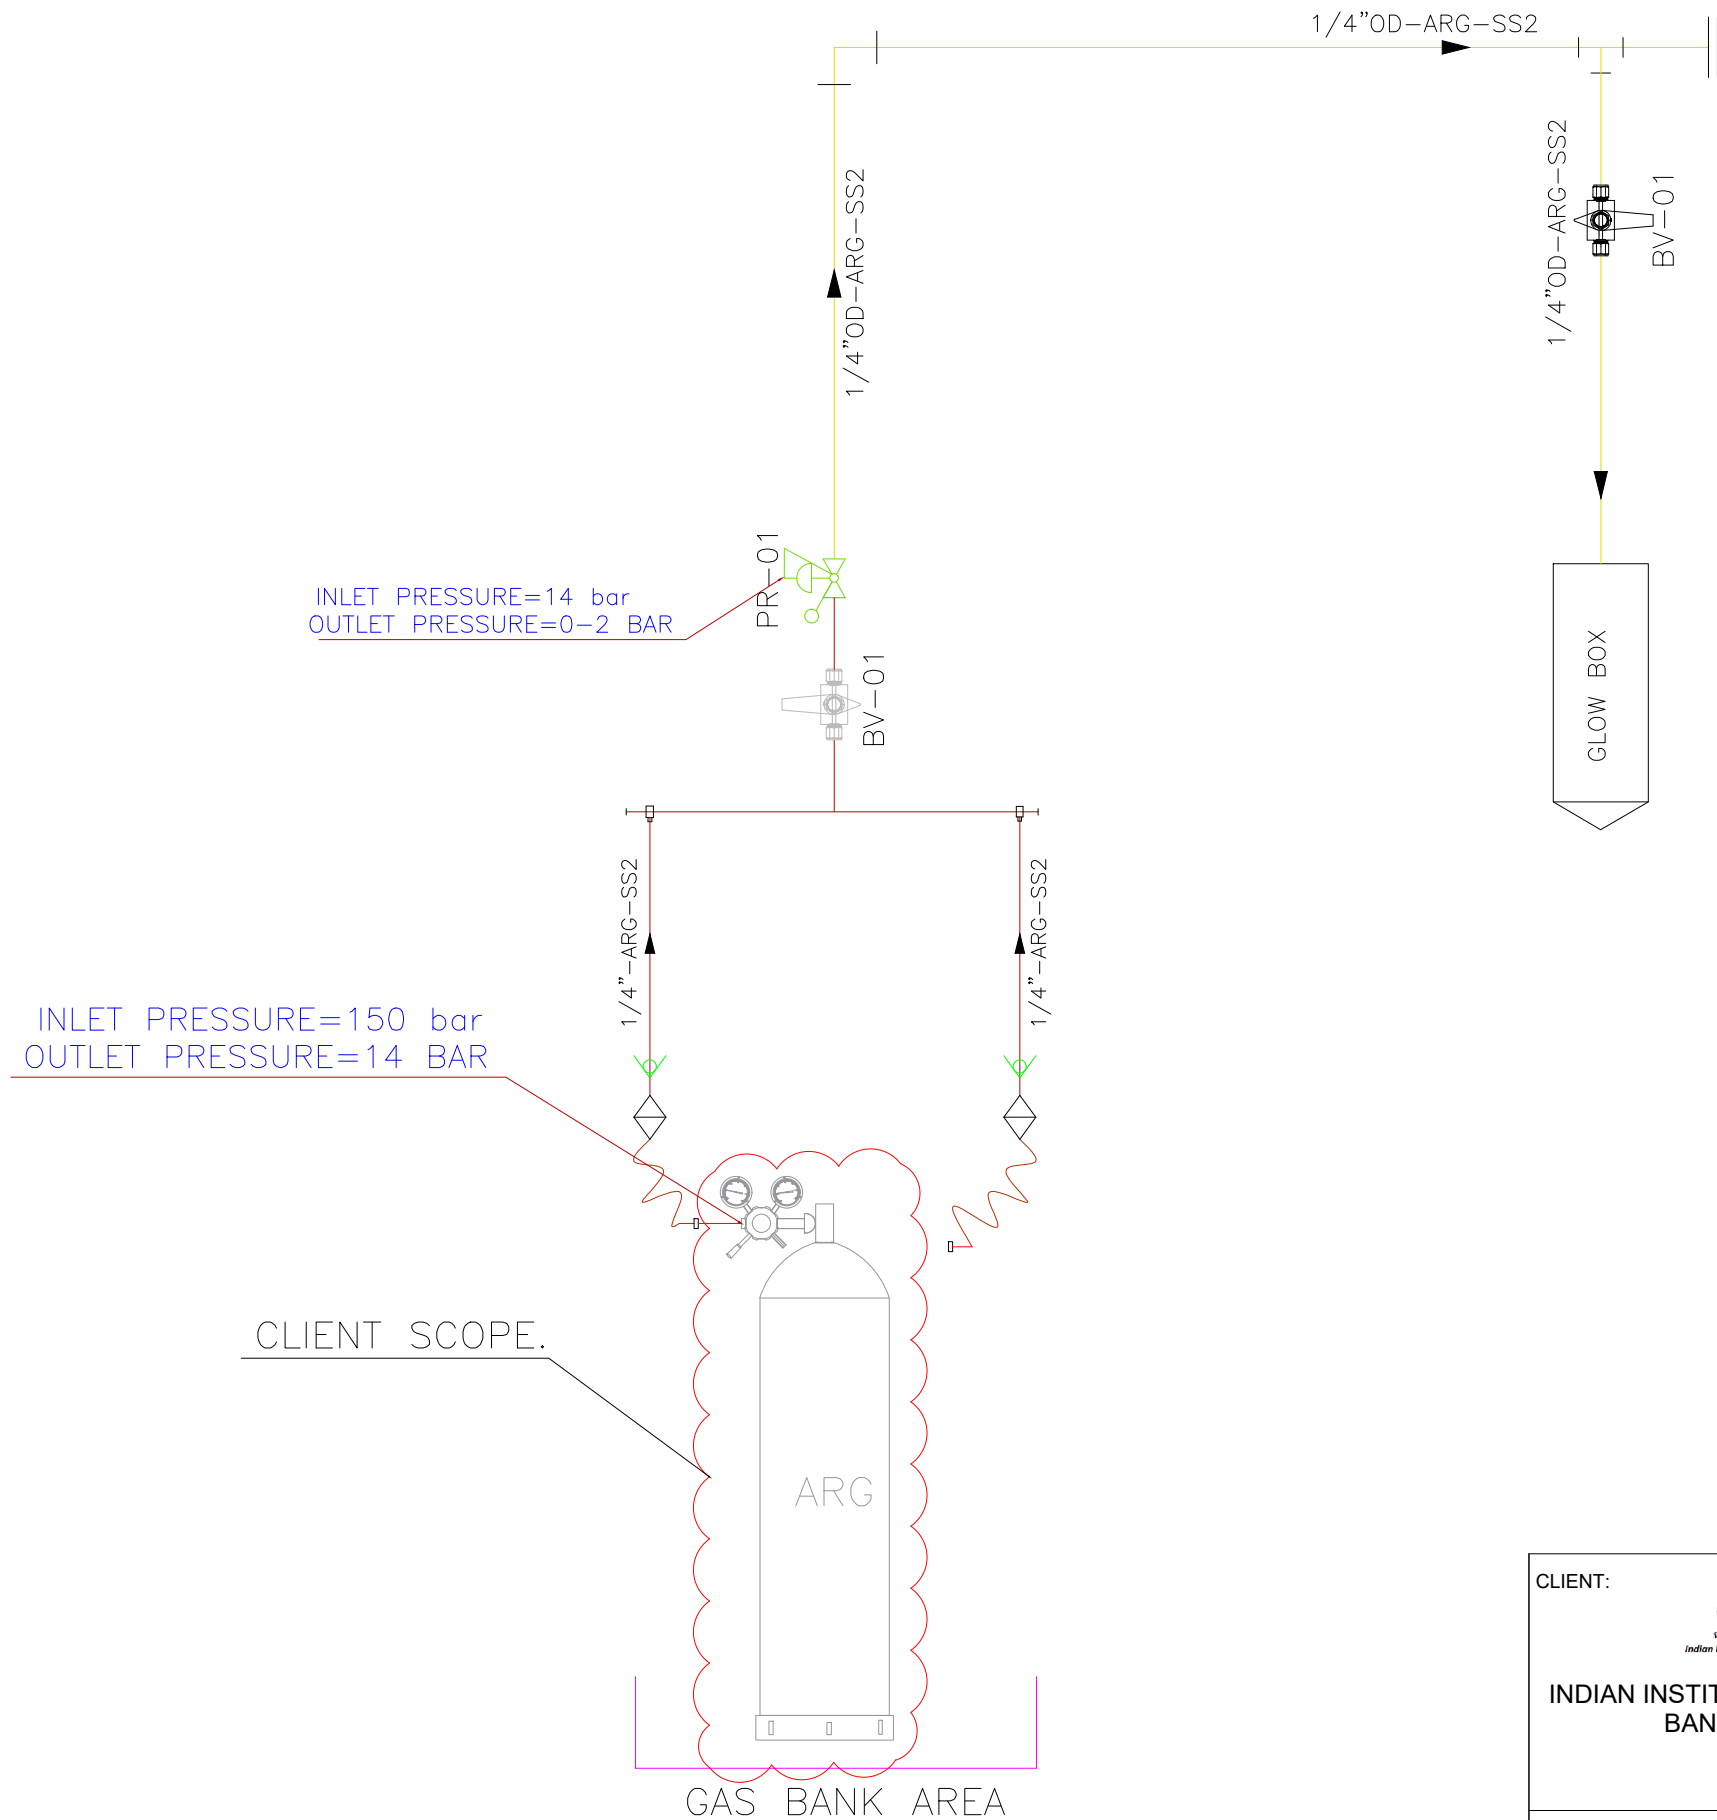 1/4"OD-ARG-SS2
1/4"OD-ARG-SS2
1/4"OD-ARG-SS2
BV-01
PR-01
INLET PRESSURE=14 bar
OUTLET PRESSURE=0-2 BAR
BV-01
GLOW BOX
1/4"-ARG-SS2
1/4"-ARG-SS2
INLET PRESSURE=150 bar
OUTLET PRESSURE=14 BAR
CLIENT SCOPE.
ARG
GAS BANK AREA
CLIENT:
Indian
INDIAN INSTIT
BAN